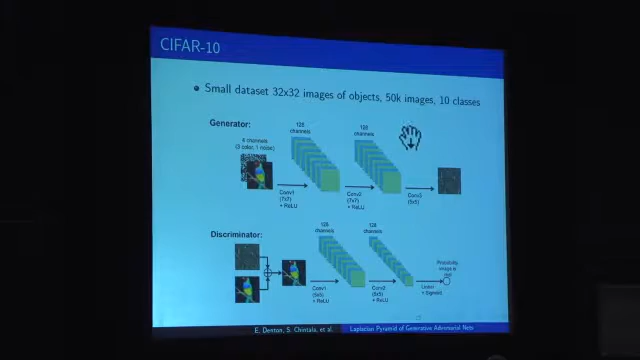 CIFAR-10
Small dataset 32x32 images of objects, 50k images, 10 classes
Generator:
4 channels
(3 color, 1 noise)
128
channels
128
channels
Conv1
(7x7)
+ ReLU
Conv2
(7x7)
+ ReLU
Conv3
(5x5)
Discriminator:
128
channels
128
channels
Conv1
(5x5)
+ ReLU
Conv2
(5x5)
+ ReLU
Linear
+ Sigmoid
Probability
image is
E. Denton, S. Chintala, et al.
Laplacian Pyramid of Generative Adversarial Nets